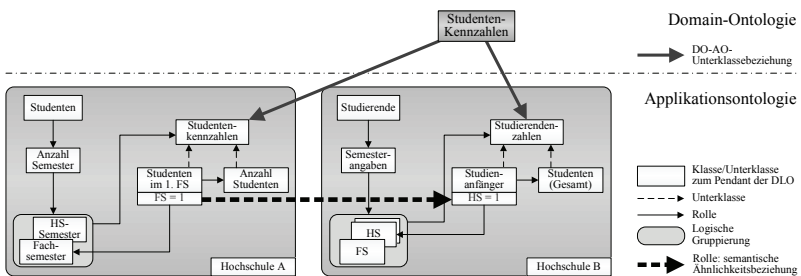 Studenten-
Kennzahlen
Domain-Ontologie
DO-AO-
Unterklassebeziehung
Applikationsontologie
Studenten
Anzahl
Semester
HS-
Semester
Fach-
semester
Studenten-
kennzahlen
Studenten
im 1. FS
FS = 1
Anzahl
Studenten
Hochschule A
Studierende
Semester-
angaben
HS
FS
Studierenden-
zahlen
Studien-
anfänger
HS = 1
Studenten
(Gesamt)
Hochschule B
Klasse/Unterklasse
zum Pendant der DLO
Unterklasse
Rolle
Logische
Gruppierung
Rolle: semantische
Ähnlichkeitsbeziehung